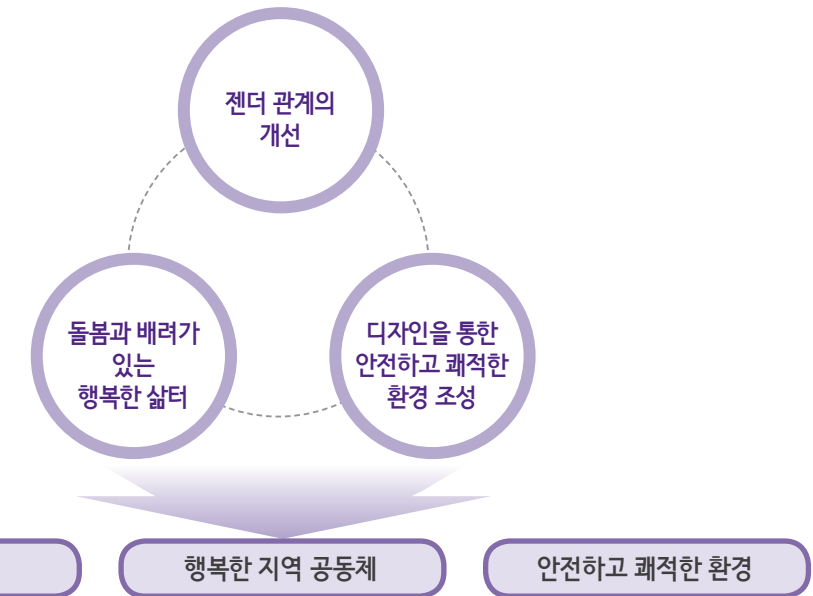 젠더 관계의
개선
돌봄과 배려가
있는
행복한 삶터
디자인을 통한
안전하고 쾌적한
환경 조성
행복한 지역 공동체
안전하고 쾌적한 환경